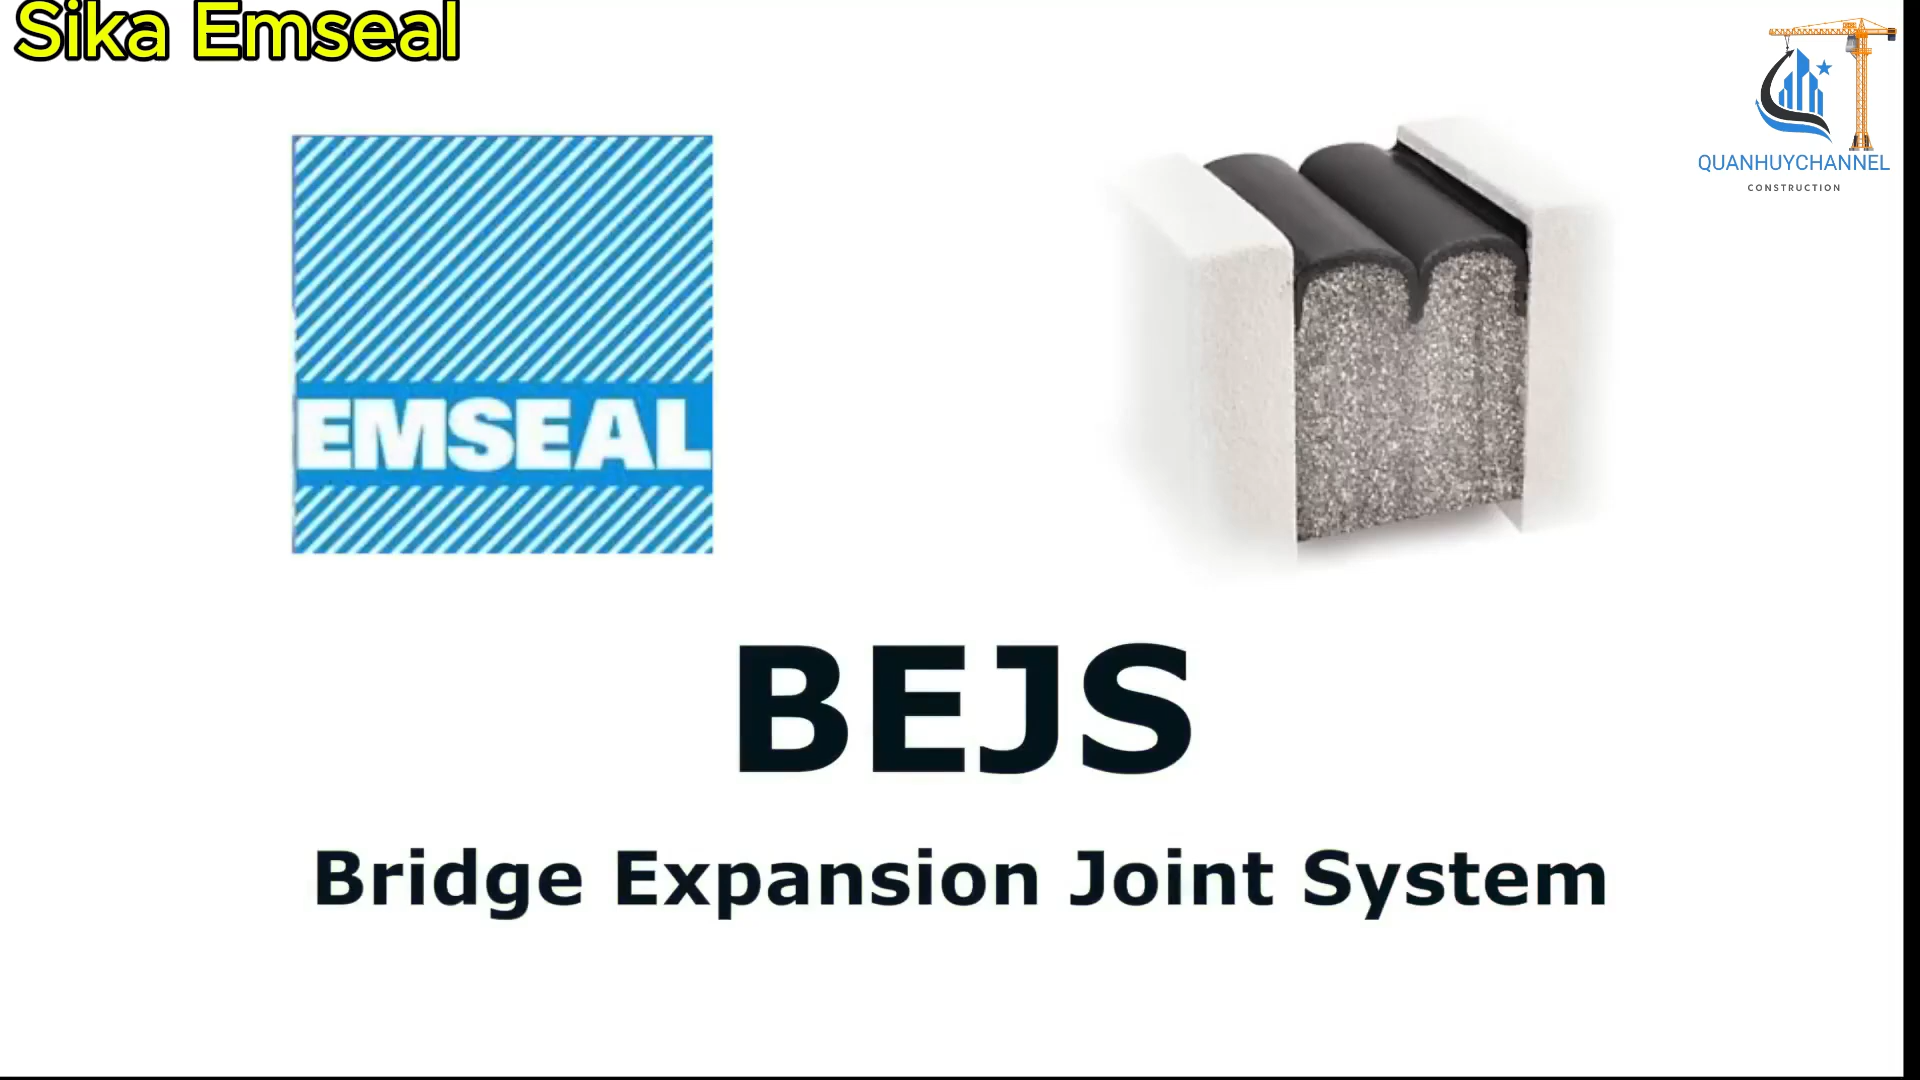 Sika Emseal
QUANHUYCHANNEL
CONSTRUCTION
EMSEAL
BEJS
Bridge Expansion Joint System